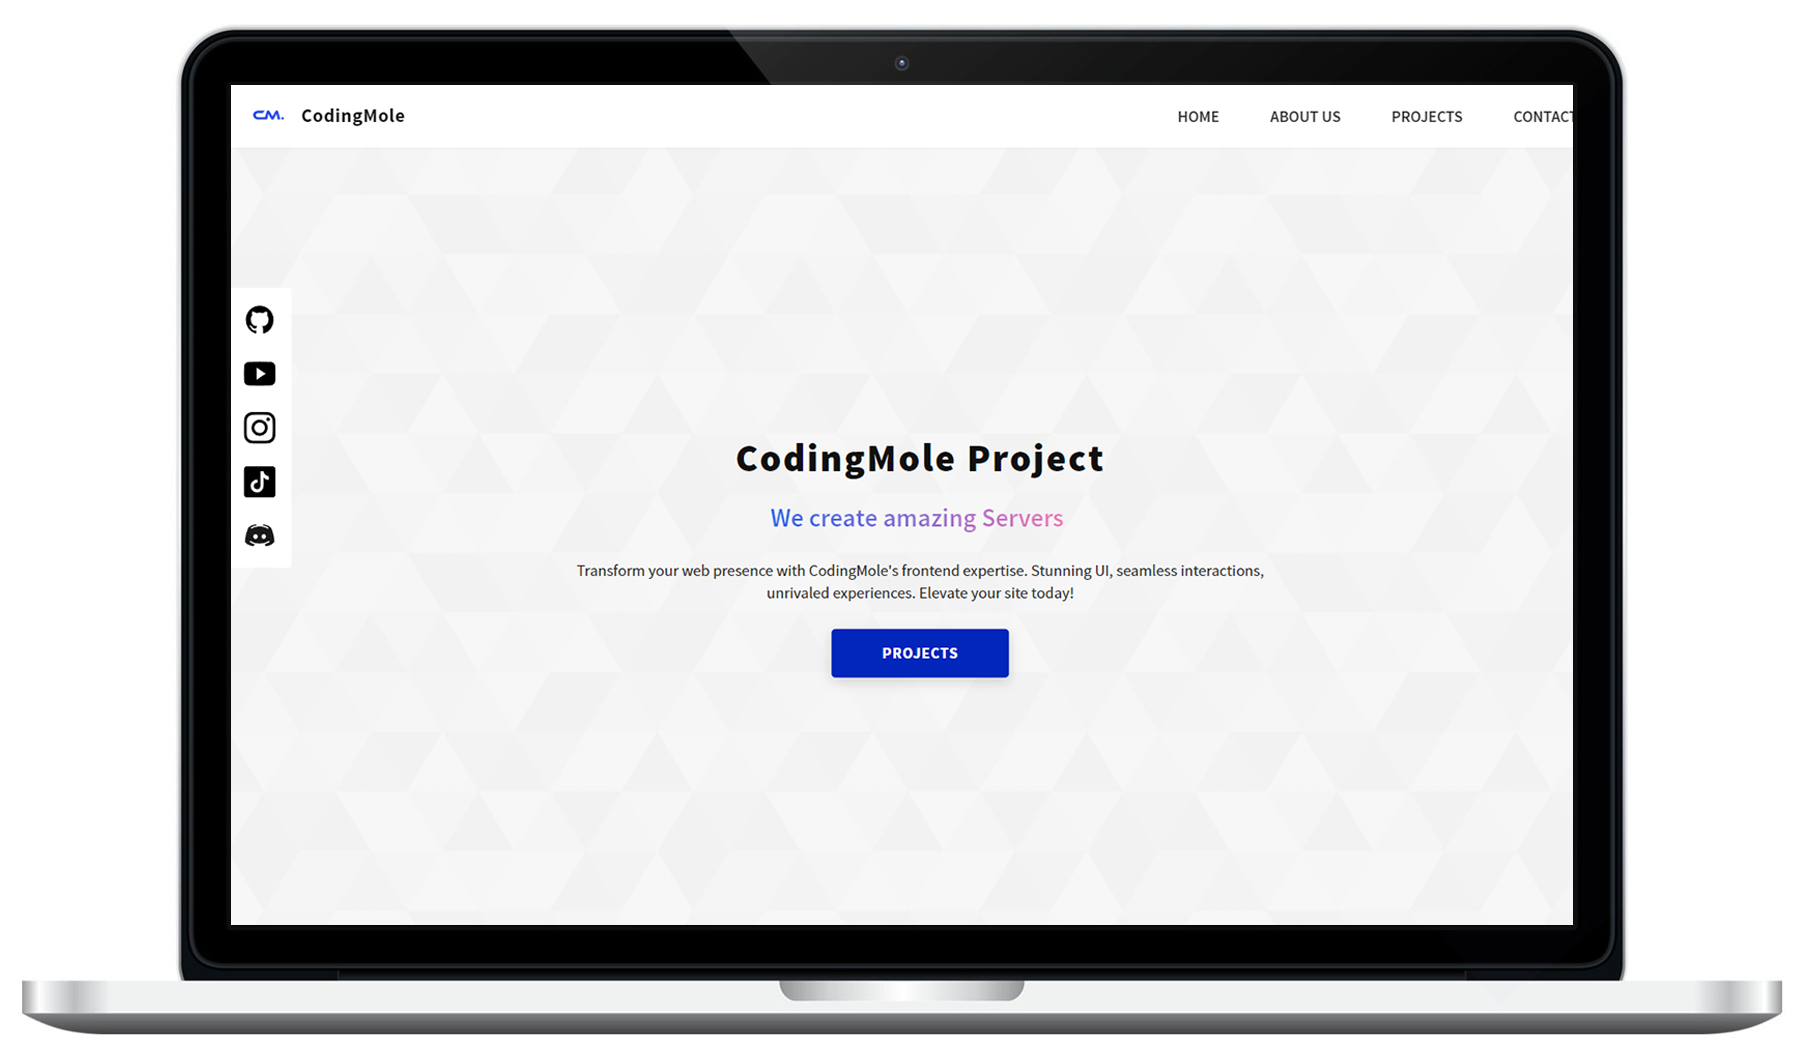 CM. CodingMole HOME ABOUT US PROJECTS CONTACT
CodingMole Project
We create amazing Servers
Transform your web presence with CodingMole's frontend expertise. Stunning UI, seamless interactions,
unrivaled experiences. Elevate your site today!
PROJECTS